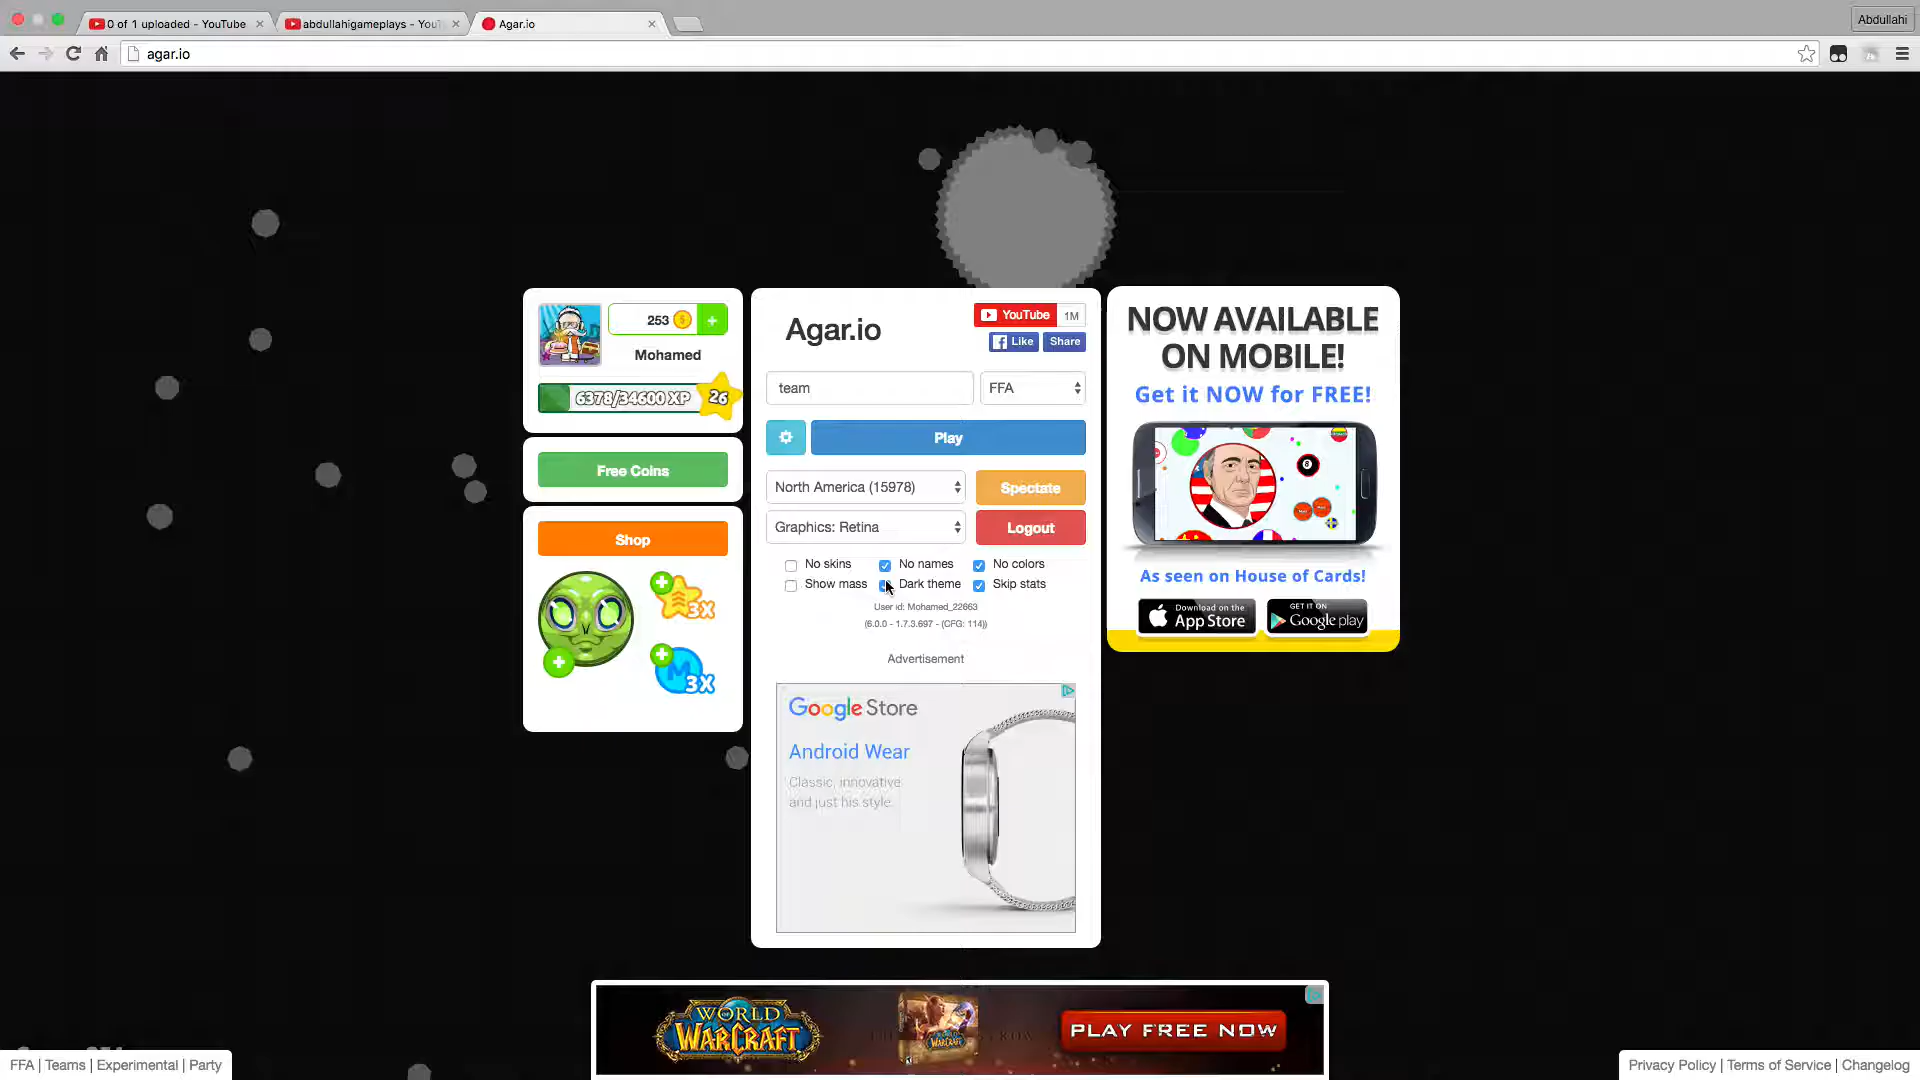 0 of 1 uploaded - YouTube
abdullahigameplays - You
Agar.io
Abdullahi
agar.io
253
Mohamed
6378/34600 XP
26
Free Coins
Shop
3X
3X
Agar.io
YouTube
1M
Like
Share
team
FFA
Play
North America (15978)
Spectate
Graphics: Retina
Logout
No skins
No names
No colors
Show mass
Dark theme
Skip stats
User id: Mohamed_22663
(6.0.0 - 1.7.3.697 - (CFG: 114))
Advertisement
Google Store
Android Wear
Classic, innovative
and just his style.
NOW AVAILABLE
ON MOBILE!
Get it NOW for FREE!
8
As seen on House of Cards!
Download on the
App Store
GET IT ON
Google play
WORLD
WARCRAFT
PLAY FREE NOW
FFA | Teams | Experimental | Party
Privacy Policy | Terms of Service | Changelog